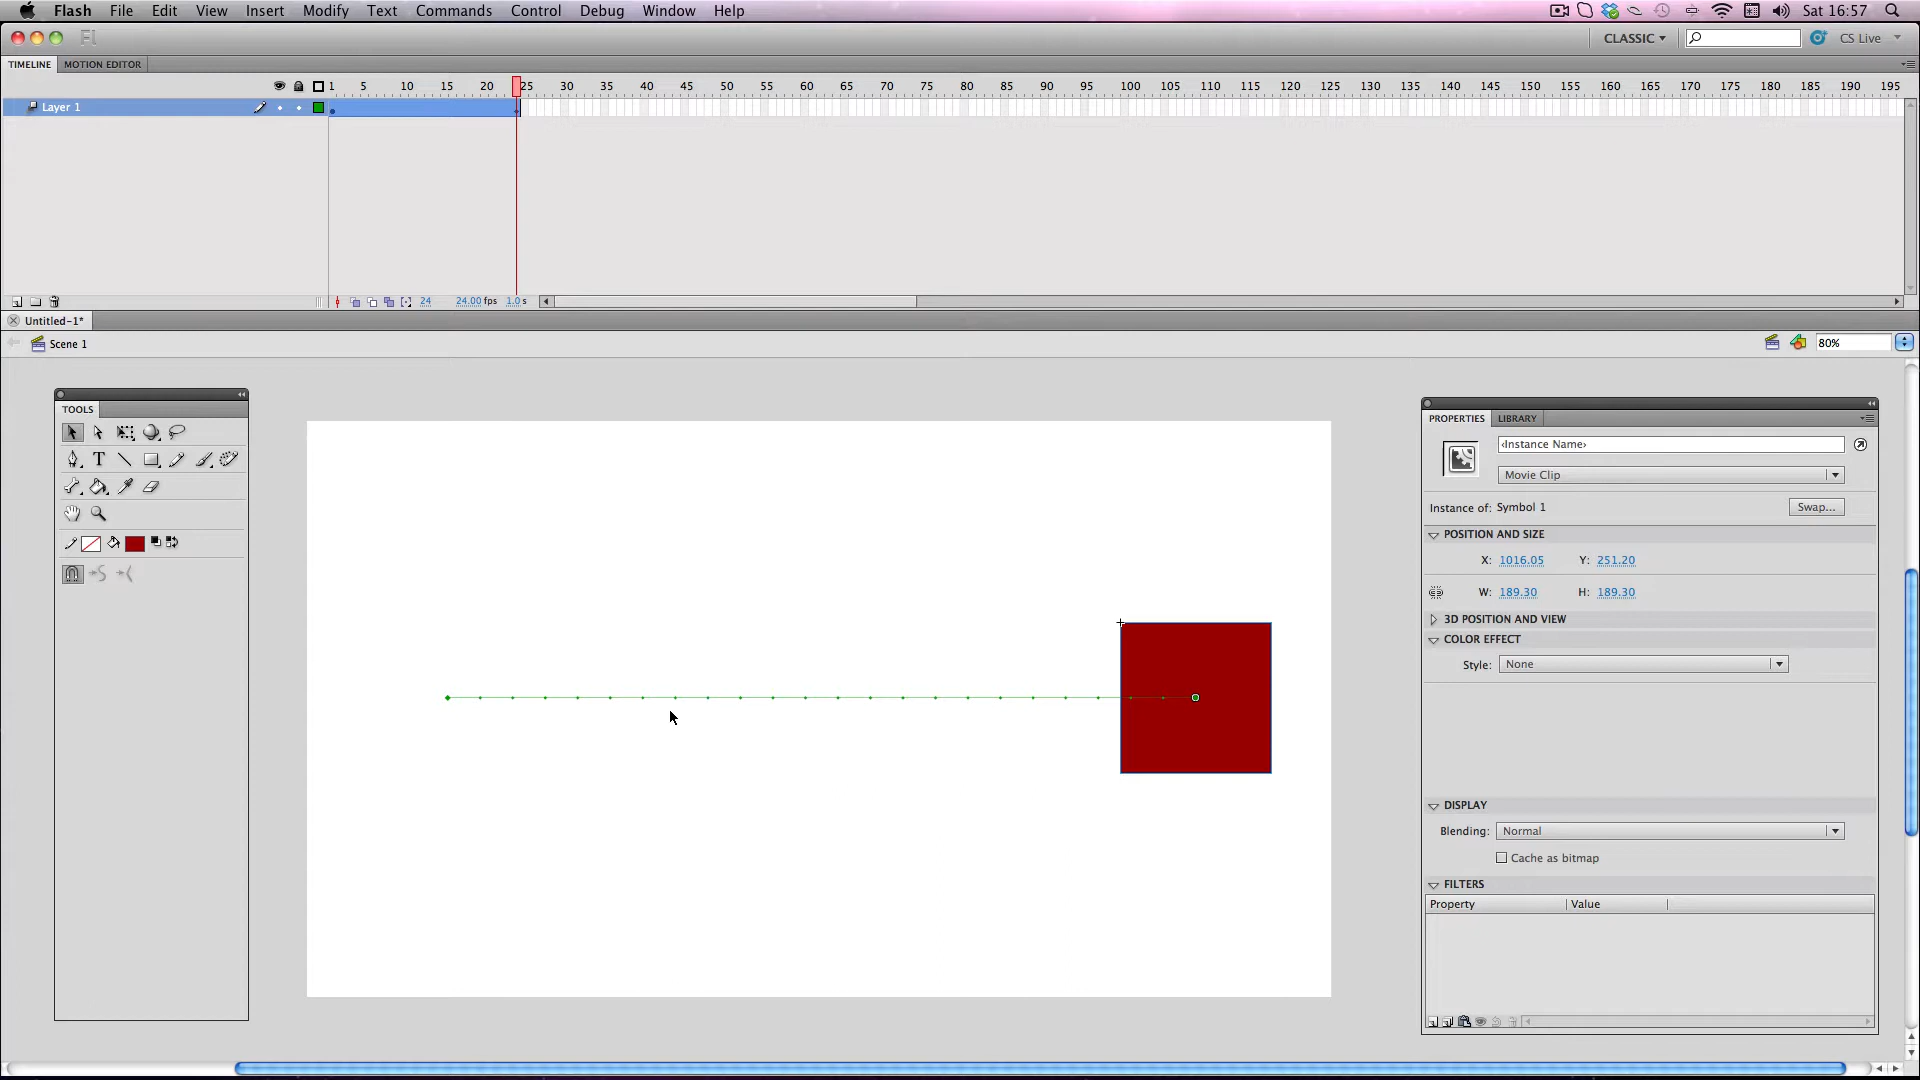 Flash File Edit View Insert Modify Text Commands Control Debug Window Help Sat 16:57
Fl CLASSIC CS Live
TIMELINE MOTION EDITOR
1 5 10 15 20 25 30 35 40 45 50 55 60 65 70 75 80 85 90 95 100 105 110 115 120 125 130 135 140 145 150 155 160 165 170 175 180 185 190 195
Layer 1
24 24.00 fps 1.0 s
Untitled-1*
Scene 1 80%
TOOLS
T
PROPERTIES LIBRARY
<Instance Name>
Movie Clip
Instance of: Symbol 1 Swap...
POSITION AND SIZE
X: 1016.05 Y: 251.20
W: 189.30 H: 189.30
3D POSITION AND VIEW
COLOR EFFECT
Style: None
DISPLAY
Blending: Normal
Cache as bitmap
FILTERS
Property Value